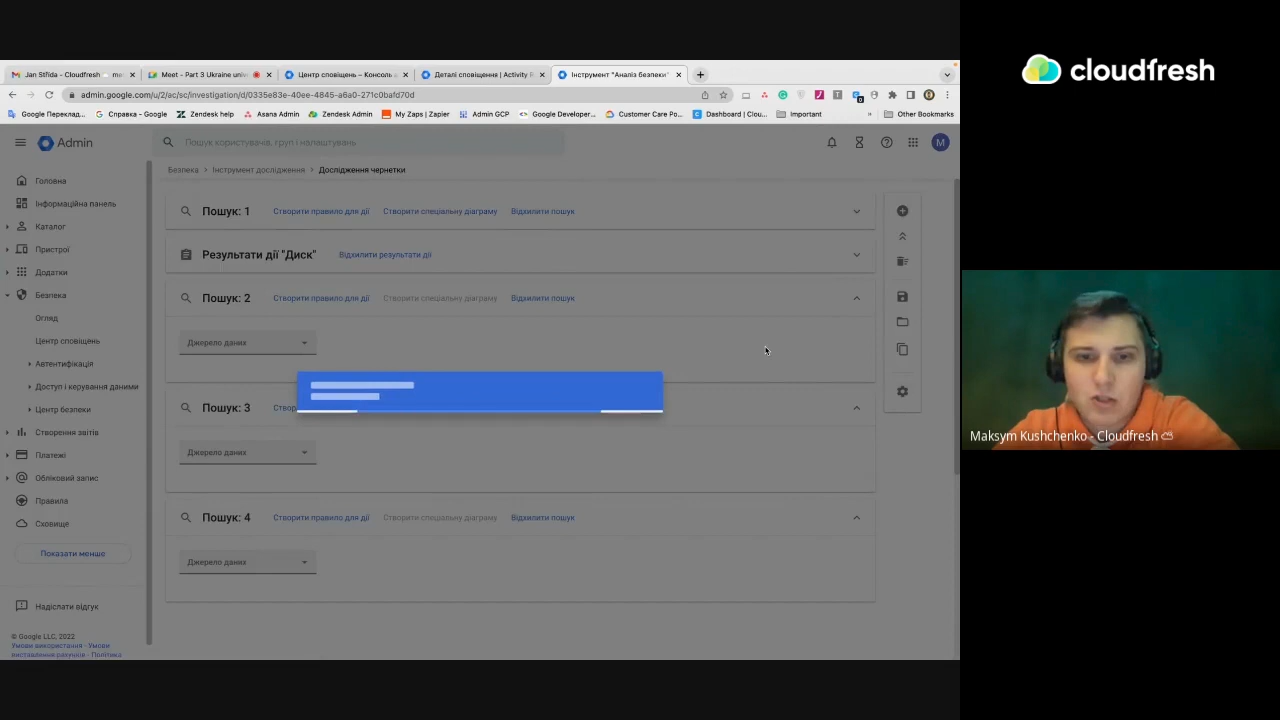 Jan Střída - Cloudfresh
Meet - Part 3 Ukraine univ
Центр сповіщень – Консоль
Деталі сповіщення | Activity R
Інструмент "Аналіз безпеки"
admin.google.com/u/2/ac/sc/investigation/d/0335e83e-40ee-4845-a6a0-271c0bafd70d
Google Переклад...
Справка - Google
Zendesk help
Asana Admin
Zendesk Admin
My Zaps | Zapier
Admin GCP
Google Developer...
Customer Care Po...
Dashboard | Clou...
Important
»
Other Bookmarks
Admin
Пошук користувачів, груп і налаштувань
M
Безпека > Інструмент дослідження > Дослідження чернетки
Головна
Інформаційна панель
Каталог
Пристрої
Додатки
Безпека
Огляд
Центр сповіщень
Автентифікація
Доступ і керування даними
Центр безпеки
Створення звітів
Платежі
Обліковий запис
Правила
Сховище
Показати менше
Надіслати відгук
© Google LLC, 2022
Умови використання - Умови
виставлення рахунків - Політика
Пошук: 1 Створити правило для дії Створити спеціальну діаграму Відхилити пошук
Результати дії "Диск" Відхилити результати дії
Пошук: 2 Створити правило для дії Створити спеціальну діаграму Відхилити пошук
Джерело даних
Пошук: 3
Джерело даних
Пошук: 4 Створити правило для дії Створити спеціальну діаграму Відхилити пошук
Джерело даних
cloudfresh
Maksym Kushchenko - Cloudfresh